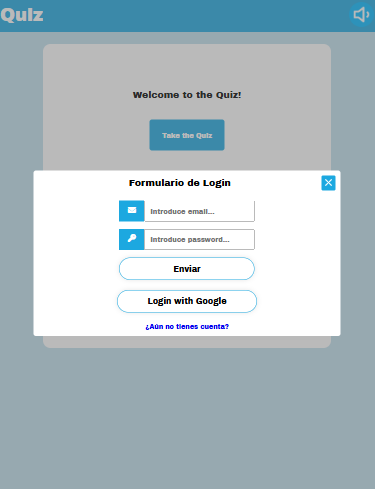 Quiz
Welcome to the Quiz!
Take the Quiz
Formulario de Login
Introduce email...
Introduce password...
Enviar
Login with Google
¿Aún no tienes cuenta?